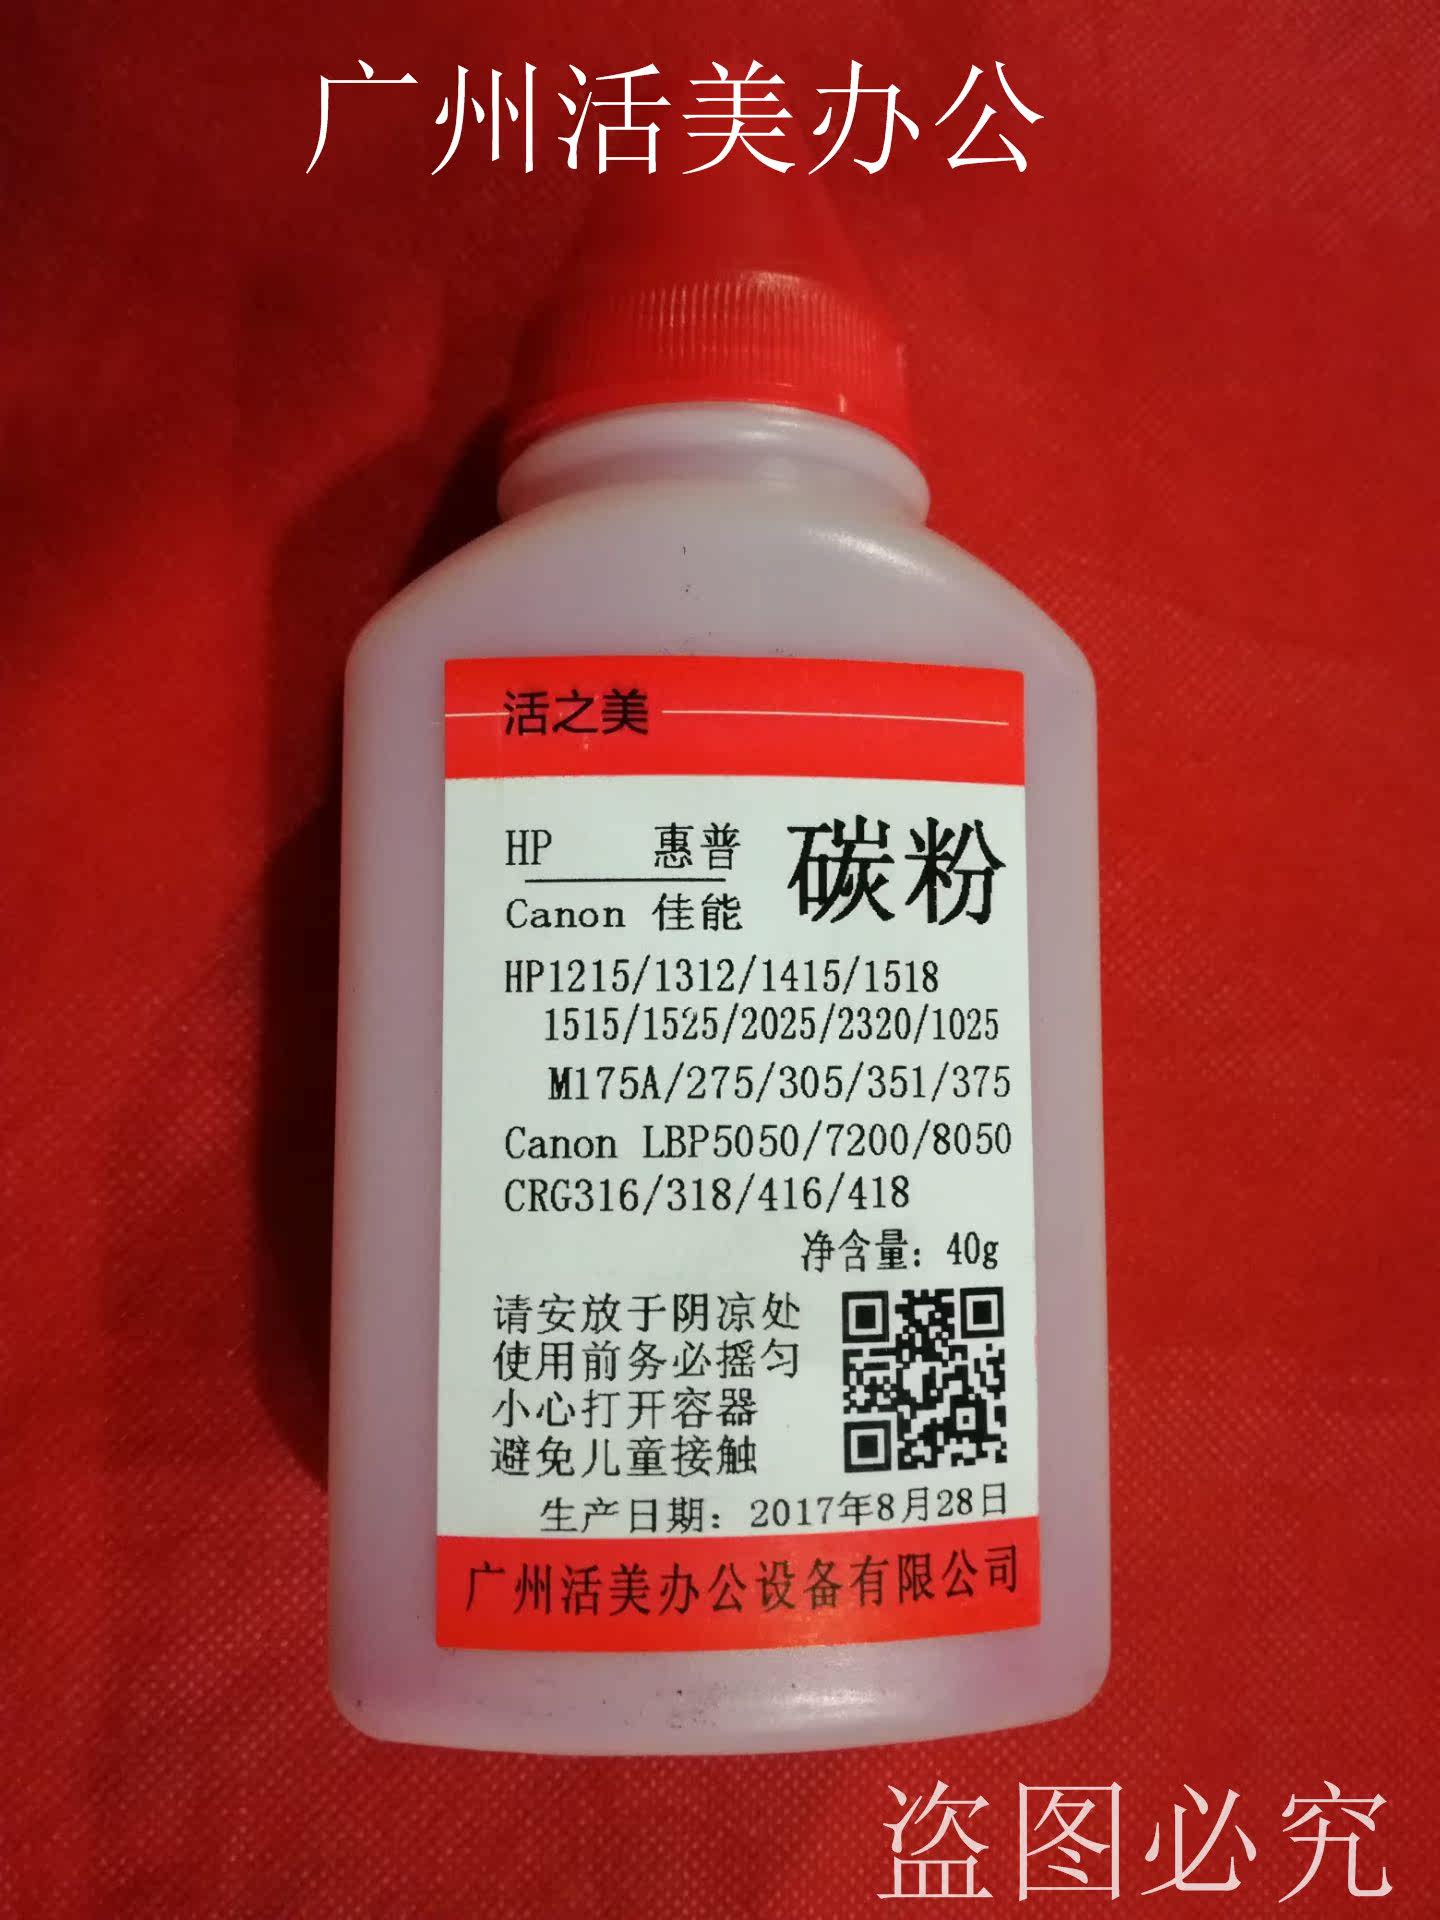 广州活美办公
活之美
HP 惠普
Canon 佳能
碳粉
HP1215/1312/1415/1518
1515/1525/2025/2320/1025
M175A/275/305/351/375
Canon LBP5050/7200/8050
CRG316/318/416/418
净含量：40g
请安放于阴凉处
使用前务必摇匀
小心打开容器
避免儿童接触
生产日期：2017年8月28日
广州活美办公设备有限公司
盗图必究